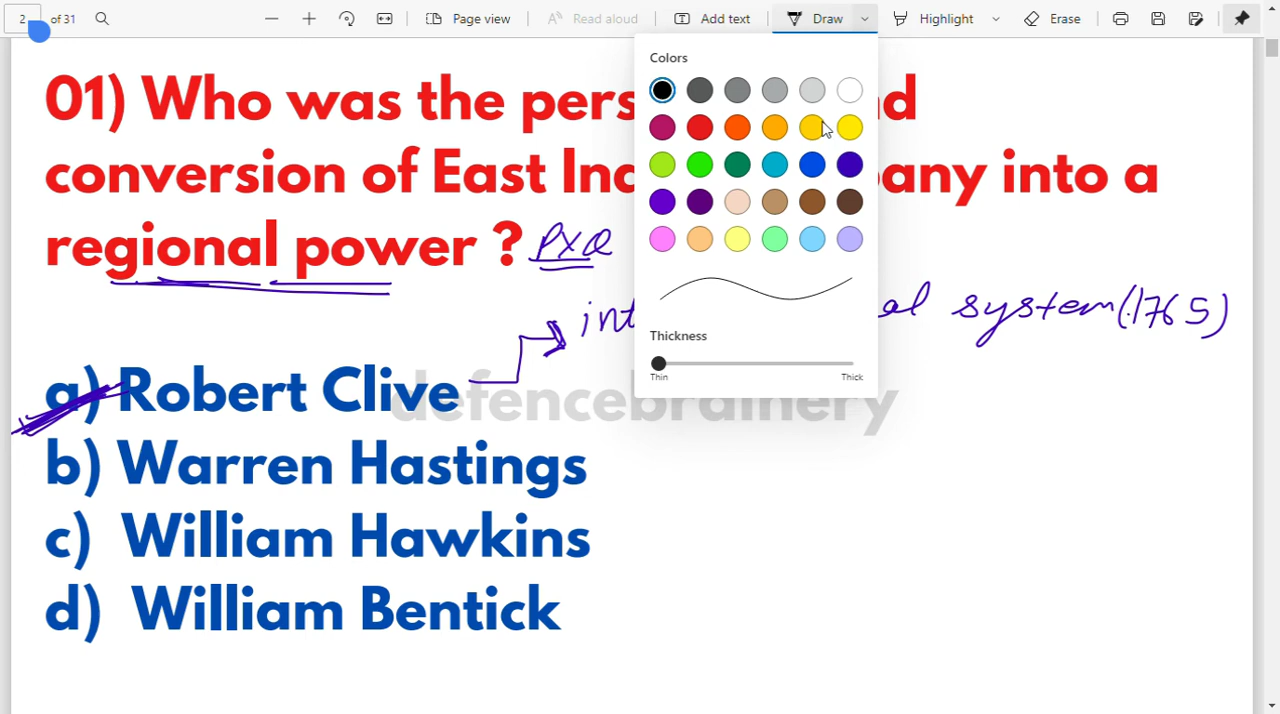 2 of 31 Page view Read aloud Add text Draw Highlight Erase
Colors
Thickness
Thin Thick
01) Who was the pers nd
conversion of East Ind pany into a
regional power ? PXQ
int al system(1765)
a) Robert Clive
defencebrainery
b) Warren Hastings
c) William Hawkins
d) William Bentick